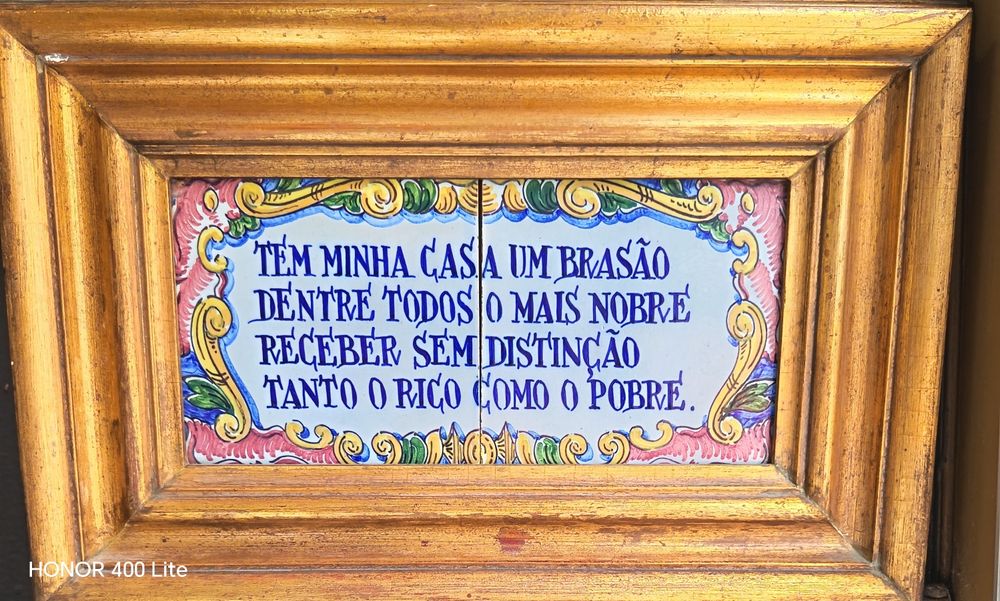 TEM MINHA CASA UM BRASÃO
DENTRE TODOS O MAIS NOBRE
RECEBER SEM DISTINÇÃO
TANTO O RICO COMO O POBRE.
HONOR 400 Lite